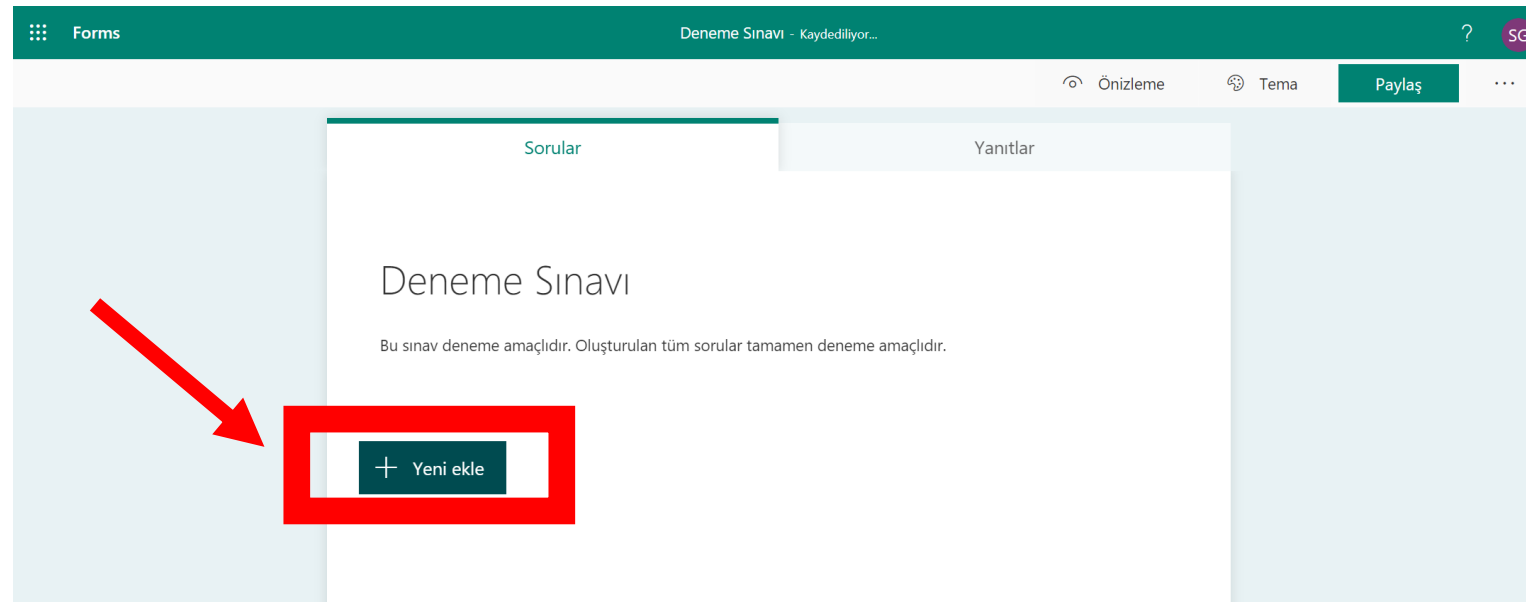 Forms
Deneme Sınavı - Kaydediliyor...
?
SG
Önizleme
Tema
Paylaş
...
Sorular
Yanıtlar
Deneme Sınavı
Bu sınav deneme amaçlıdır. Oluşturulan tüm sorular tamamen deneme amaçlıdır.
+ Yeni ekle